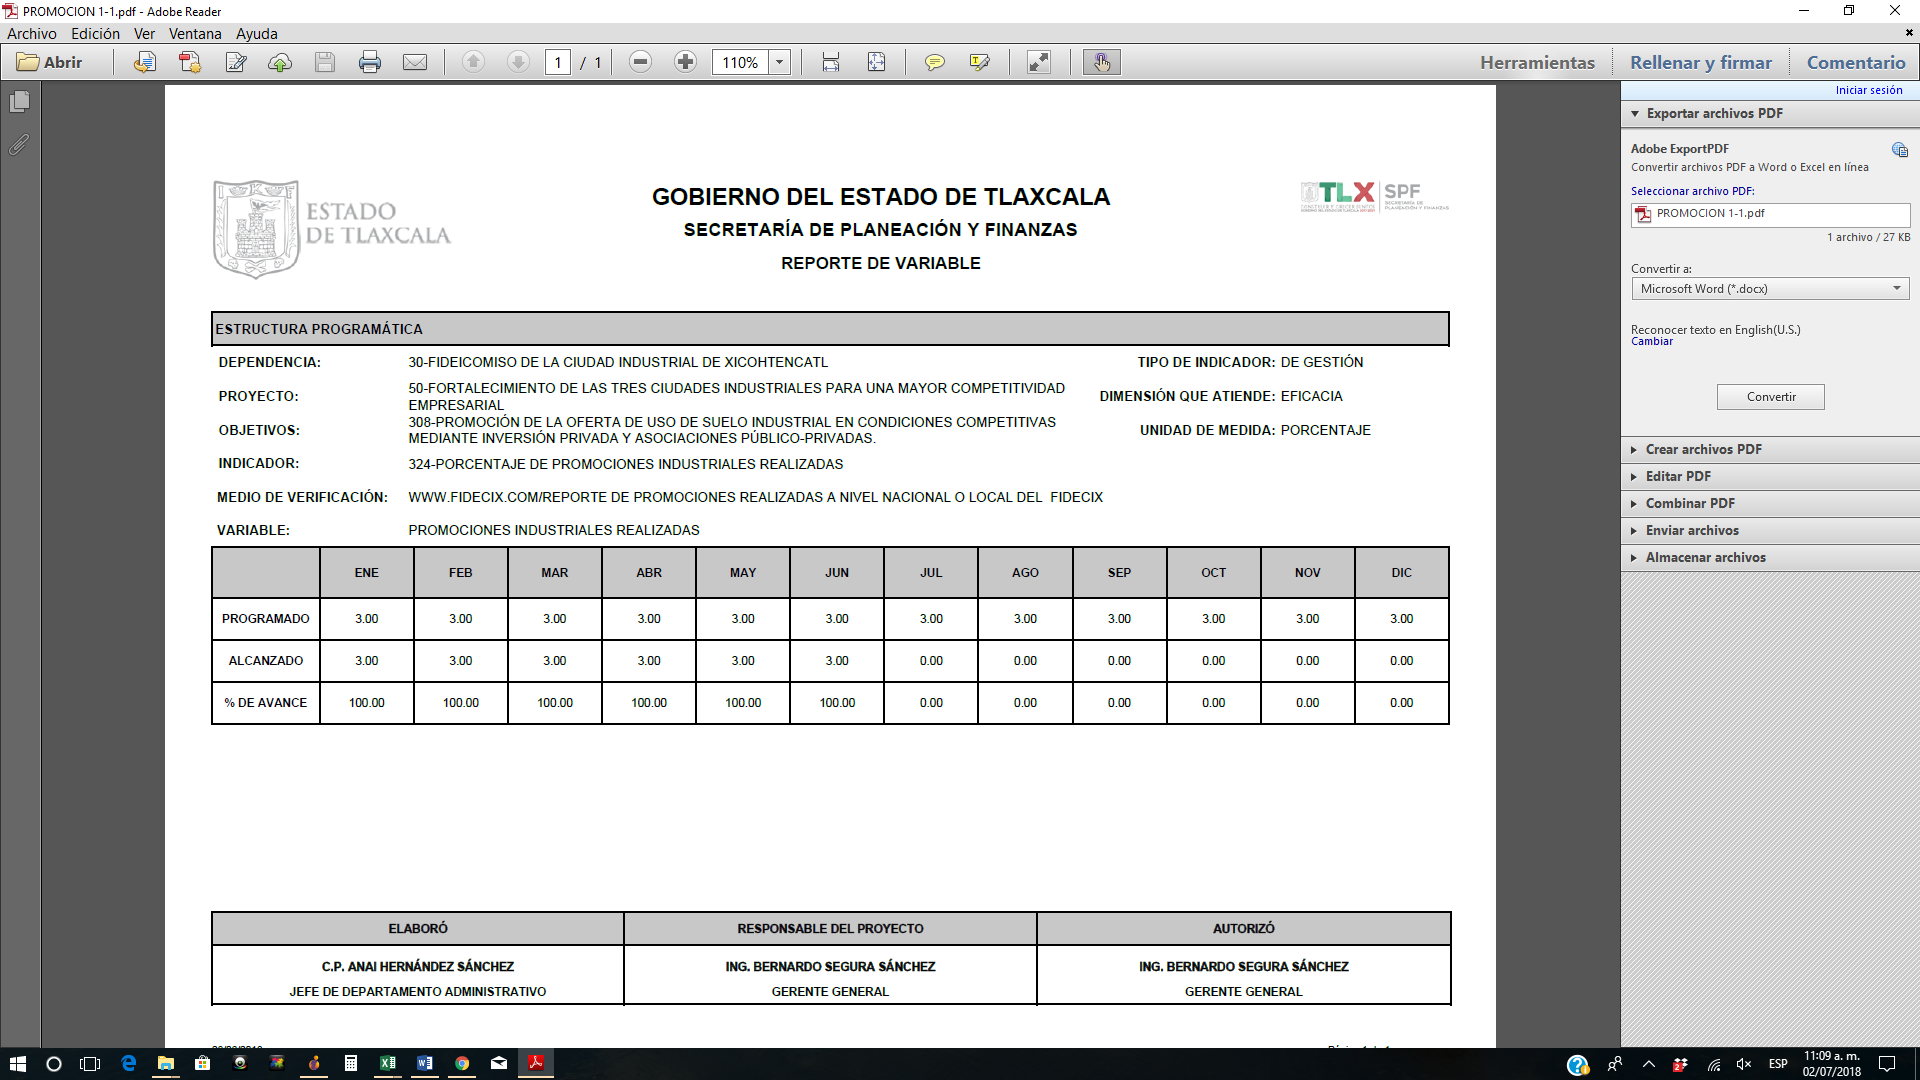 PROMOCION 1-1.pdf - Adobe Reader
Archivo Edición Ver Ventana Ayuda
Abrir 1 / 1 110% Herramientas Rellenar y firmar Comentario
Iniciar sesión
Exportar archivos PDF
Adobe ExportPDF
Convertir archivos PDF a Word o Excel en línea
Seleccionar archivo PDF:
PROMOCION 1-1.pdf
1 archivo / 27 KB
Convertir a:
Microsoft Word (*.docx)
Reconocer texto en English(U.S.)
Cambiar
Convertir
Crear archivos PDF
Editar PDF
Combinar PDF
Enviar archivos
Almacenar archivos
ESTADO
DE TLAXCALA
GOBIERNO DEL ESTADO DE TLAXCALA
SECRETARÍA DE PLANEACIÓN Y FINANZAS
REPORTE DE VARIABLE
TLX SPF
SECRETARÍA DE
PLANEACIÓN Y FINANZAS
ESTRUCTURA PROGRAMÁTICA
DEPENDENCIA: 30-FIDEICOMISO DE LA CIUDAD INDUSTRIAL DE XICOHTENCATL TIPO DE INDICADOR: DE GESTIÓN
PROYECTO: 50-FORTALECIMIENTO DE LAS TRES CIUDADES INDUSTRIALES PARA UNA MAYOR COMPETITIVIDAD
EMPRESARIAL DIMENSIÓN QUE ATIENDE: EFICACIA
OBJETIVOS: 308-PROMOCIÓN DE LA OFERTA DE USO DE SUELO INDUSTRIAL EN CONDICIONES COMPETITIVAS
MEDIANTE INVERSIÓN PRIVADA Y ASOCIACIONES PÚBLICO-PRIVADAS. UNIDAD DE MEDIDA: PORCENTAJE
INDICADOR: 324-PORCENTAJE DE PROMOCIONES INDUSTRIALES REALIZADAS
MEDIO DE VERIFICACIÓN: WWW.FIDECIX.COM/REPORTE DE PROMOCIONES REALIZADAS A NIVEL NACIONAL O LOCAL DEL FIDECIX
VARIABLE: PROMOCIONES INDUSTRIALES REALIZADAS
ENE FEB MAR ABR MAY JUN JUL AGO SEP OCT NOV DIC
PROGRAMADO 3.00 3.00 3.00 3.00 3.00 3.00 3.00 3.00 3.00 3.00 3.00 3.00
ALCANZADO 3.00 3.00 3.00 3.00 3.00 3.00 0.00 0.00 0.00 0.00 0.00 0.00
% DE AVANCE 100.00 100.00 100.00 100.00 100.00 100.00 0.00 0.00 0.00 0.00 0.00 0.00
ELABORÓ RESPONSABLE DEL PROYECTO AUTORIZÓ
C.P. ANAI HERNÁNDEZ SÁNCHEZ ING. BERNARDO SEGURA SÁNCHEZ ING. BERNARDO SEGURA SÁNCHEZ
JEFE DE DEPARTAMENTO ADMINISTRATIVO GERENTE GENERAL GERENTE GENERAL
ESP 11:09 a. m.
02/07/2018